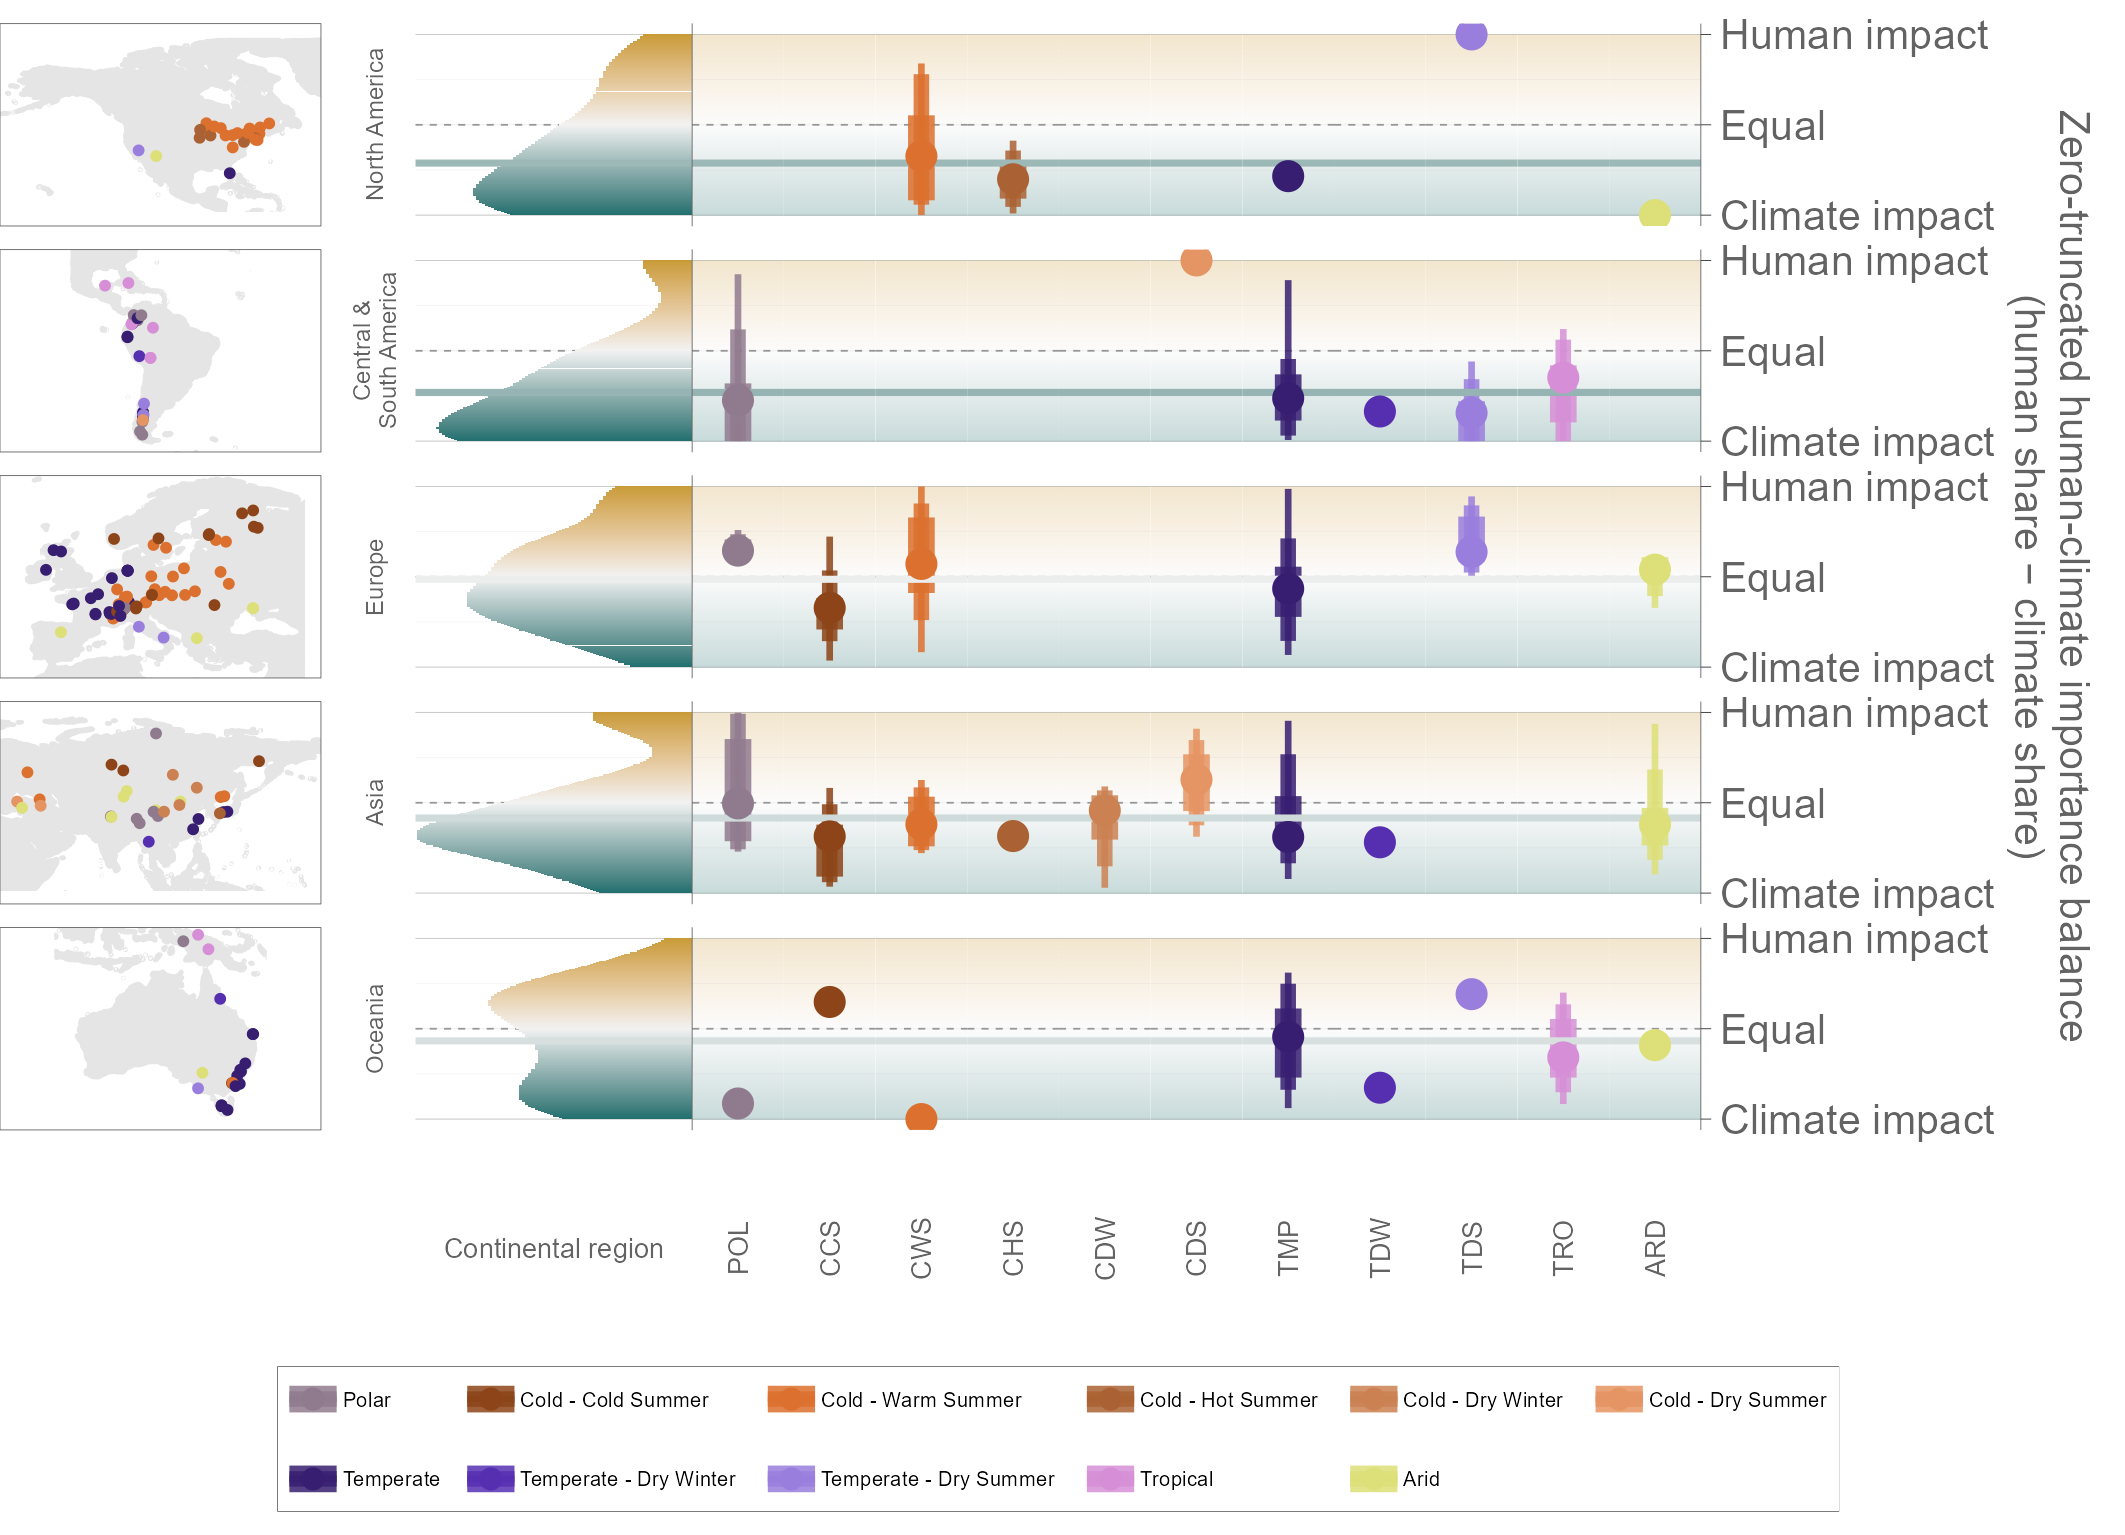 North America
Human impact
Equal
Climate impact
Central &
South America
Human impact
Equal
Climate impact
Europe
Human impact
Equal
Climate impact
Asia
Human impact
Equal
Climate impact
Oceania
Human impact
Equal
Climate impact
Zero-truncated human-climate importance balance
(human share – climate share)
Continental region
POL
CCS
CWS
CHS
CDW
CDS
TMP
TDW
TDS
TRO
ARD
Polar
Cold - Cold Summer
Cold - Warm Summer
Cold - Hot Summer
Cold - Dry Winter
Cold - Dry Summer
Temperate
Temperate - Dry Winter
Temperate - Dry Summer
Tropical
Arid